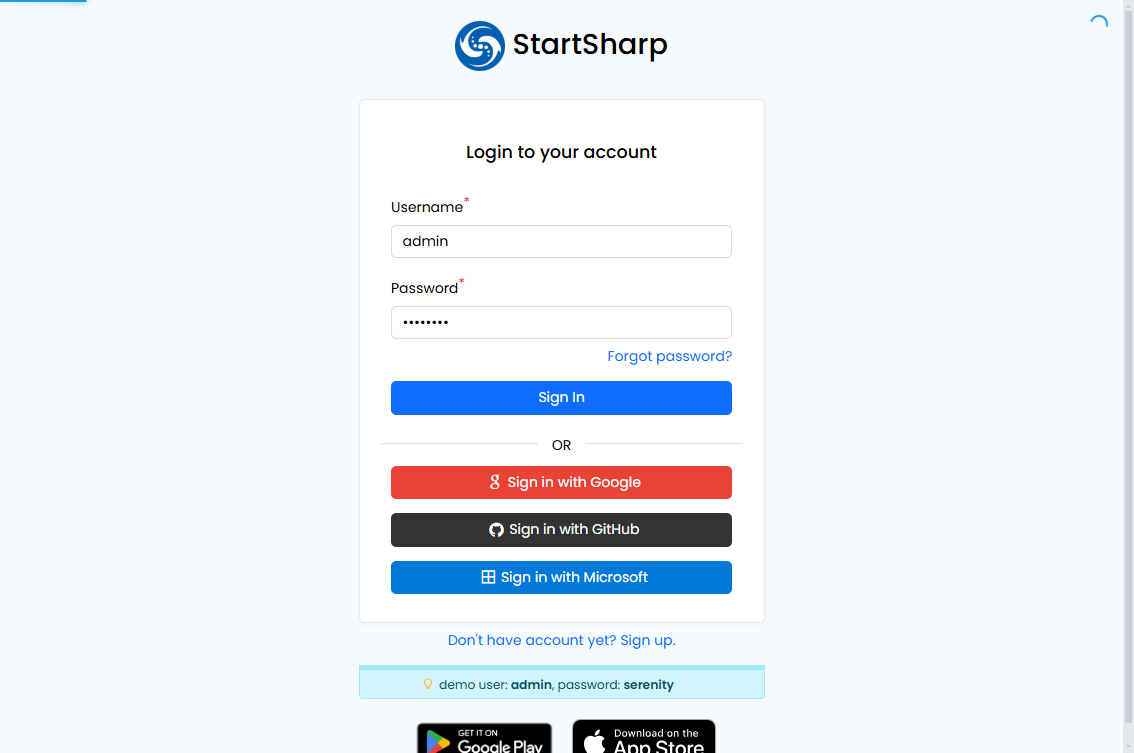 StartSharp
Login to your account
Username*
admin
Password*
••••••••
Forgot password?
Sign In
OR
Sign in with Google
Sign in with GitHub
Sign in with Microsoft
Don't have account yet? Sign up.
demo user: admin, password: serenity
GET IT ON
Google Play
Download on the
App Store